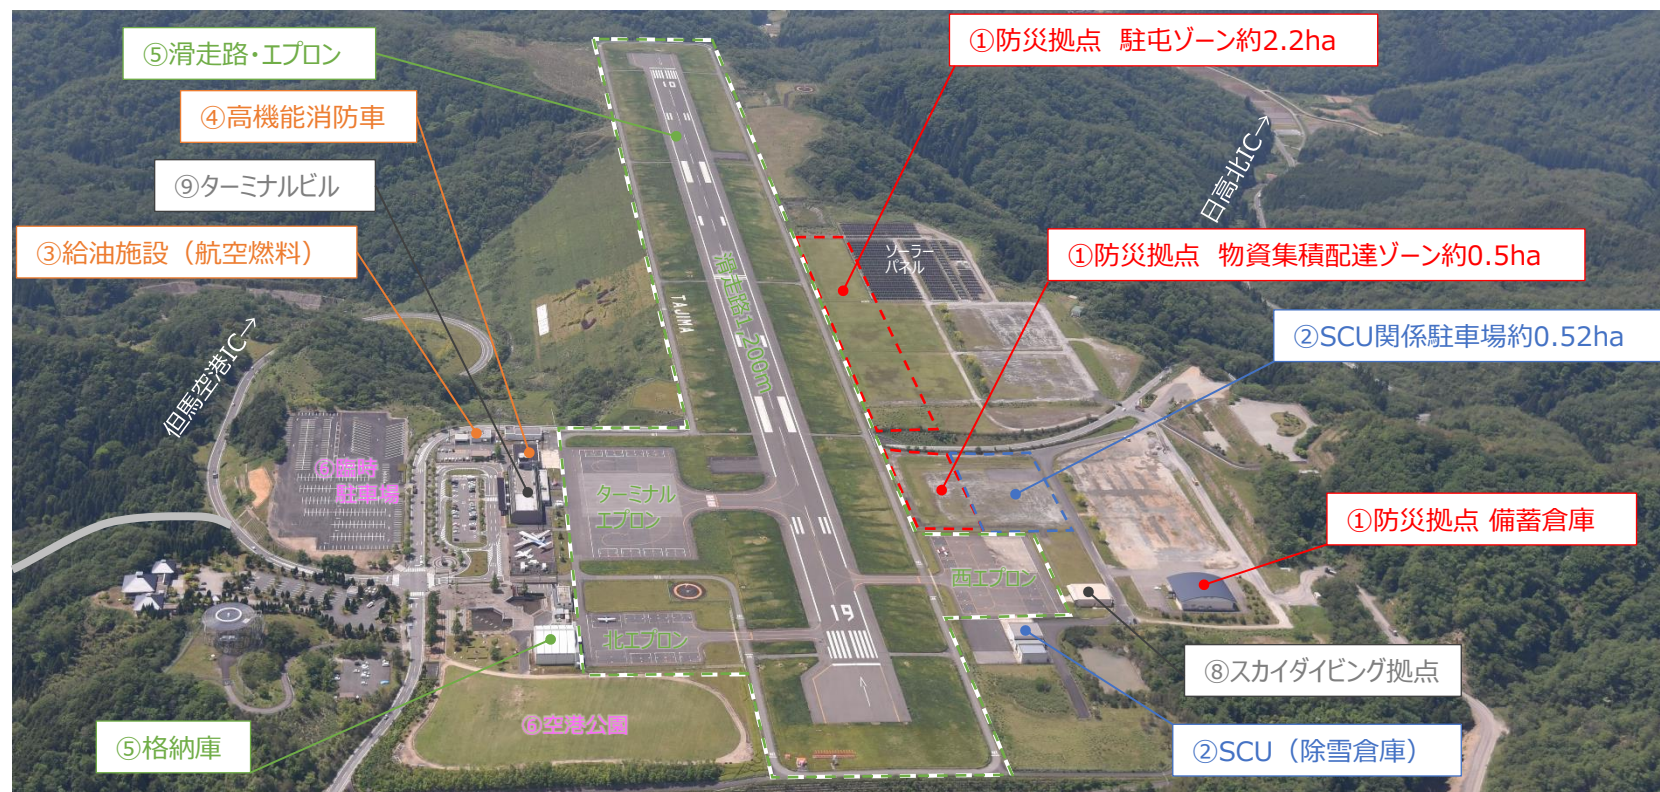 ⑤滑走路・エプロン
①防災拠点　駐屯ゾーン約2.2ha
④高機能消防車
⑨ターミナルビル
日高北IC→
③給油施設（航空燃料）
ソーラー
パネル
①防災拠点　物資集積配達ゾーン約0.5ha
滑走路1,200m
TAJIMA
②SCU関係駐車場約0.52ha
但馬空港IC→
⑥臨時
駐車場
ターミナル
エプロン
①防災拠点 備蓄倉庫
西エプロン
19
北エプロン
⑧スカイダイビング拠点
⑥空港公園
⑤格納庫
②SCU（除雪倉庫）